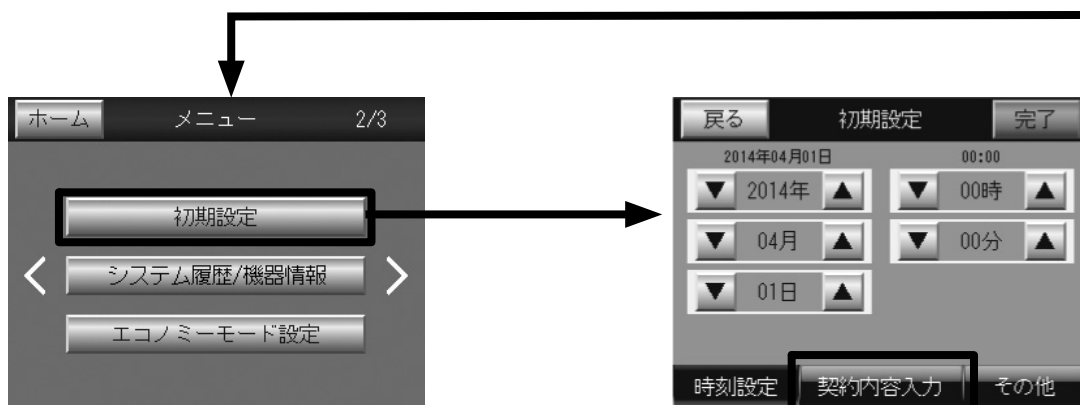 ホーム メニュー 2/3
初期設定
システム履歴/機器情報
エコノミーモード設定
戻る 初期設定 完了
2014年04月01日 00:00
2014年 00時
04月 00分
01日
時刻設定 契約内容入力 その他